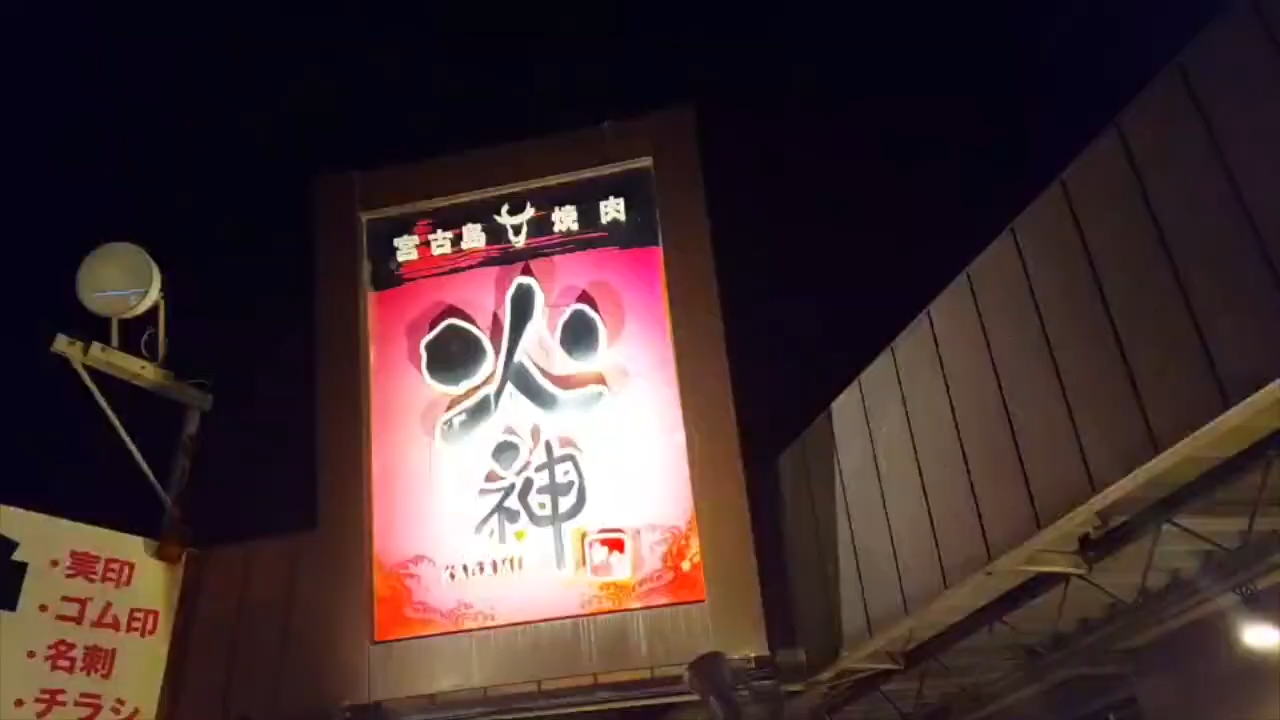 宮古島 焼肉
火
神
・実印
・ゴム印
・名刺
・チラシ